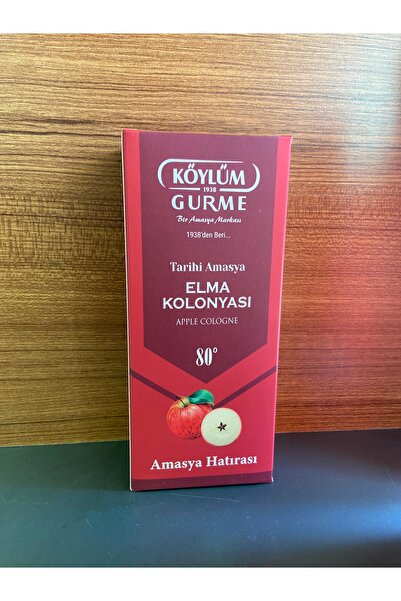 KÖYLÜM
1938
GURME
Bir Amasya Markası
1938'den Beri...
Tarihi Amasya
ELMA
KOLONYASI
APPLE COLOGNE
80°
Amasya Hatırası